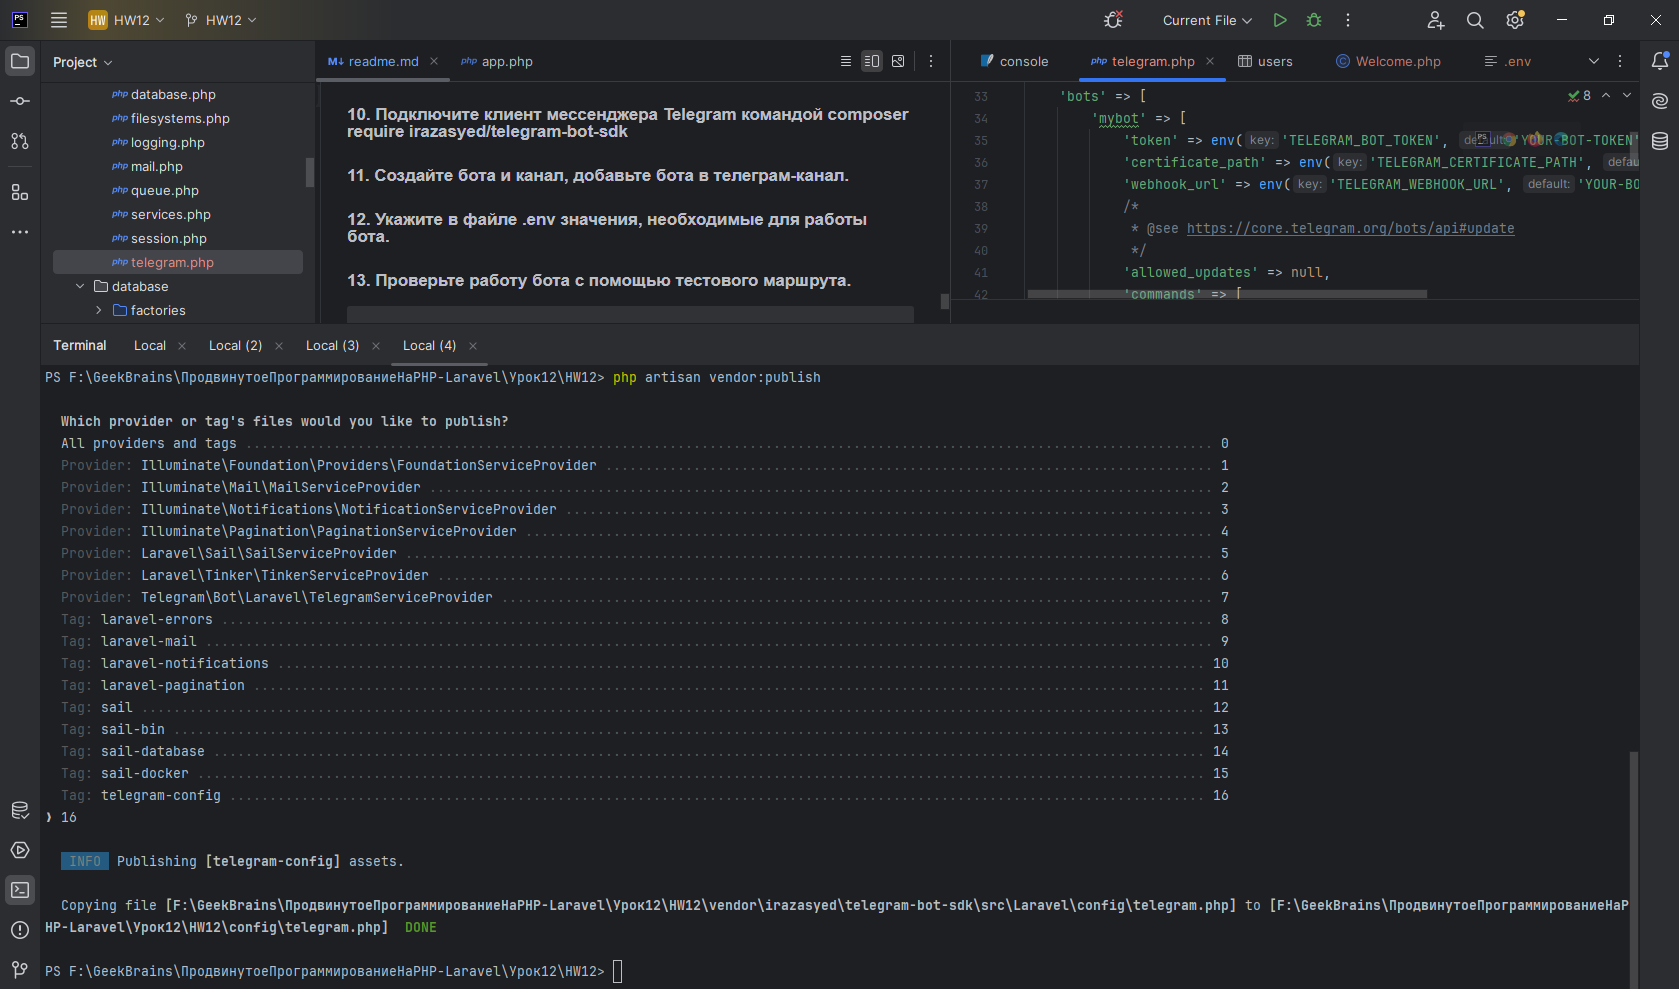 PS
HW HW12
HW12
Current File
Project
database.php
filesystems.php
logging.php
mail.php
queue.php
services.php
session.php
telegram.php
database
factories
readme.md
app.php
10. Подключите клиент мессенджера Telegram командой composer
require irazasyed/telegram-bot-sdk
11. Создайте бота и канал, добавьте бота в телеграм-канал.
12. Укажите в файле .env значения, необходимые для работы
бота.
13. Проверьте работу бота с помощью тестового маршрута.
console
telegram.php
users
Welcome.php
.env
8
33 'bots' => [
34 'mybot' => [
35 'token' => env( key: 'TELEGRAM_BOT_TOKEN', 'YOUR-BOT-TOKEN'
36 'certificate_path' => env( key: 'TELEGRAM_CERTIFICATE_PATH', defau
37 'webhook_url' => env( key: 'TELEGRAM_WEBHOOK_URL', default: 'YOUR-BO
38 /*
39 * @see https://core.telegram.org/bots/api#update
40 */
41 'allowed_updates' => null,
42 'commands' => [
Terminal Local Local (2) Local (3) Local (4)
PS F:\GeekBrains\ПродвинутоеПрограммированиеНаPHP-Laravel\Урок12\HW12> php artisan vendor:publish
Which provider or tag's files would you like to publish?
All providers and tags 0
Provider: Illuminate\Foundation\Providers\FoundationServiceProvider 1
Provider: Illuminate\Mail\MailServiceProvider 2
Provider: Illuminate\Notifications\NotificationServiceProvider 3
Provider: Illuminate\Pagination\PaginationServiceProvider 4
Provider: Laravel\Sail\SailServiceProvider 5
Provider: Laravel\Tinker\TinkerServiceProvider 6
Provider: Telegram\Bot\Laravel\TelegramServiceProvider 7
Tag: laravel-errors 8
Tag: laravel-mail 9
Tag: laravel-notifications 10
Tag: laravel-pagination 11
Tag: sail 12
Tag: sail-bin 13
Tag: sail-database 14
Tag: sail-docker 15
Tag: telegram-config 16
❯ 16
INFO Publishing [telegram-config] assets.
Copying file [F:\GeekBrains\ПродвинутоеПрограммированиеНаPHP-Laravel\Урок12\HW12\vendor\irazasyed\telegram-bot-sdk\src\Laravel\config\telegram.php] to [F:\GeekBrains\ПродвинутоеПрограммированиеНаP
HP-Laravel\Урок12\HW12\config\telegram.php] DONE
PS F:\GeekBrains\ПродвинутоеПрограммированиеНаPHP-Laravel\Урок12\HW12>